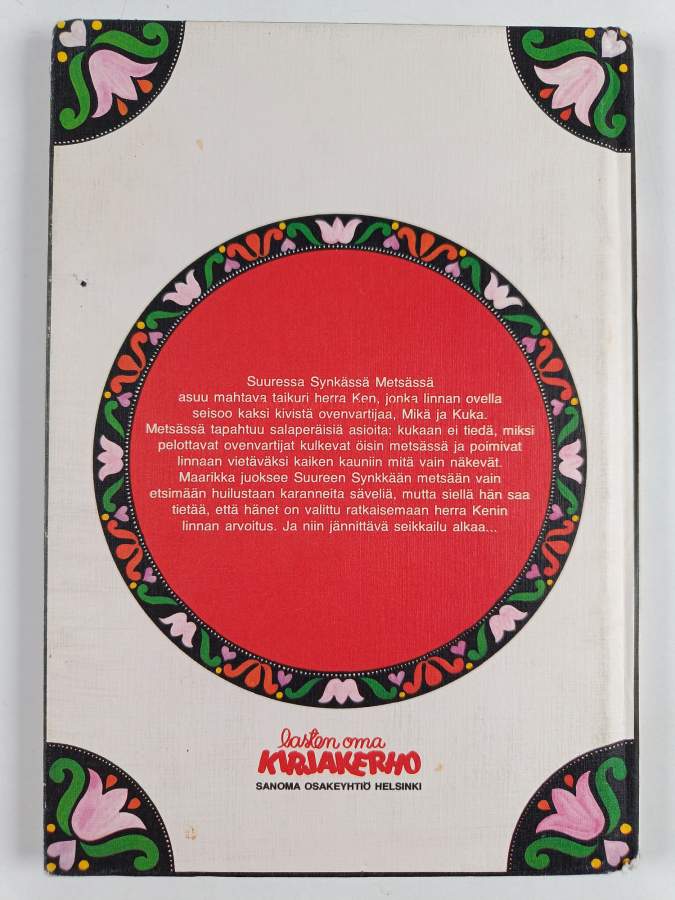 Suuressa Synkässä Metsässä
asuu mahtava taikuri herra Ken, jonka linnan ovella
seisoo kaksi kivistä ovenvartijaa, Mikä ja Kuka.
Metsässä tapahtuu salaperäisiä asioita: kukaan ei tiedä, miksi
pelottavat ovenvartijat kulkevat öisin metsässä ja poimivat
linnaan vietäväksi kaiken kauniin mitä vain näkevät.
Maarikka juoksee Suureen Synkkään metsään vain
etsimään huilustaan karanneita säveliä, mutta siellä hän saa
tietää, että hänet on valittu ratkaisemaan herra Kenin
linnan arvoitus. Ja niin jännittävä seikkailu alkaa...
lasten oma
KIRJAKERHO
SANOMA OSAKEYHTIÖ HELSINKI